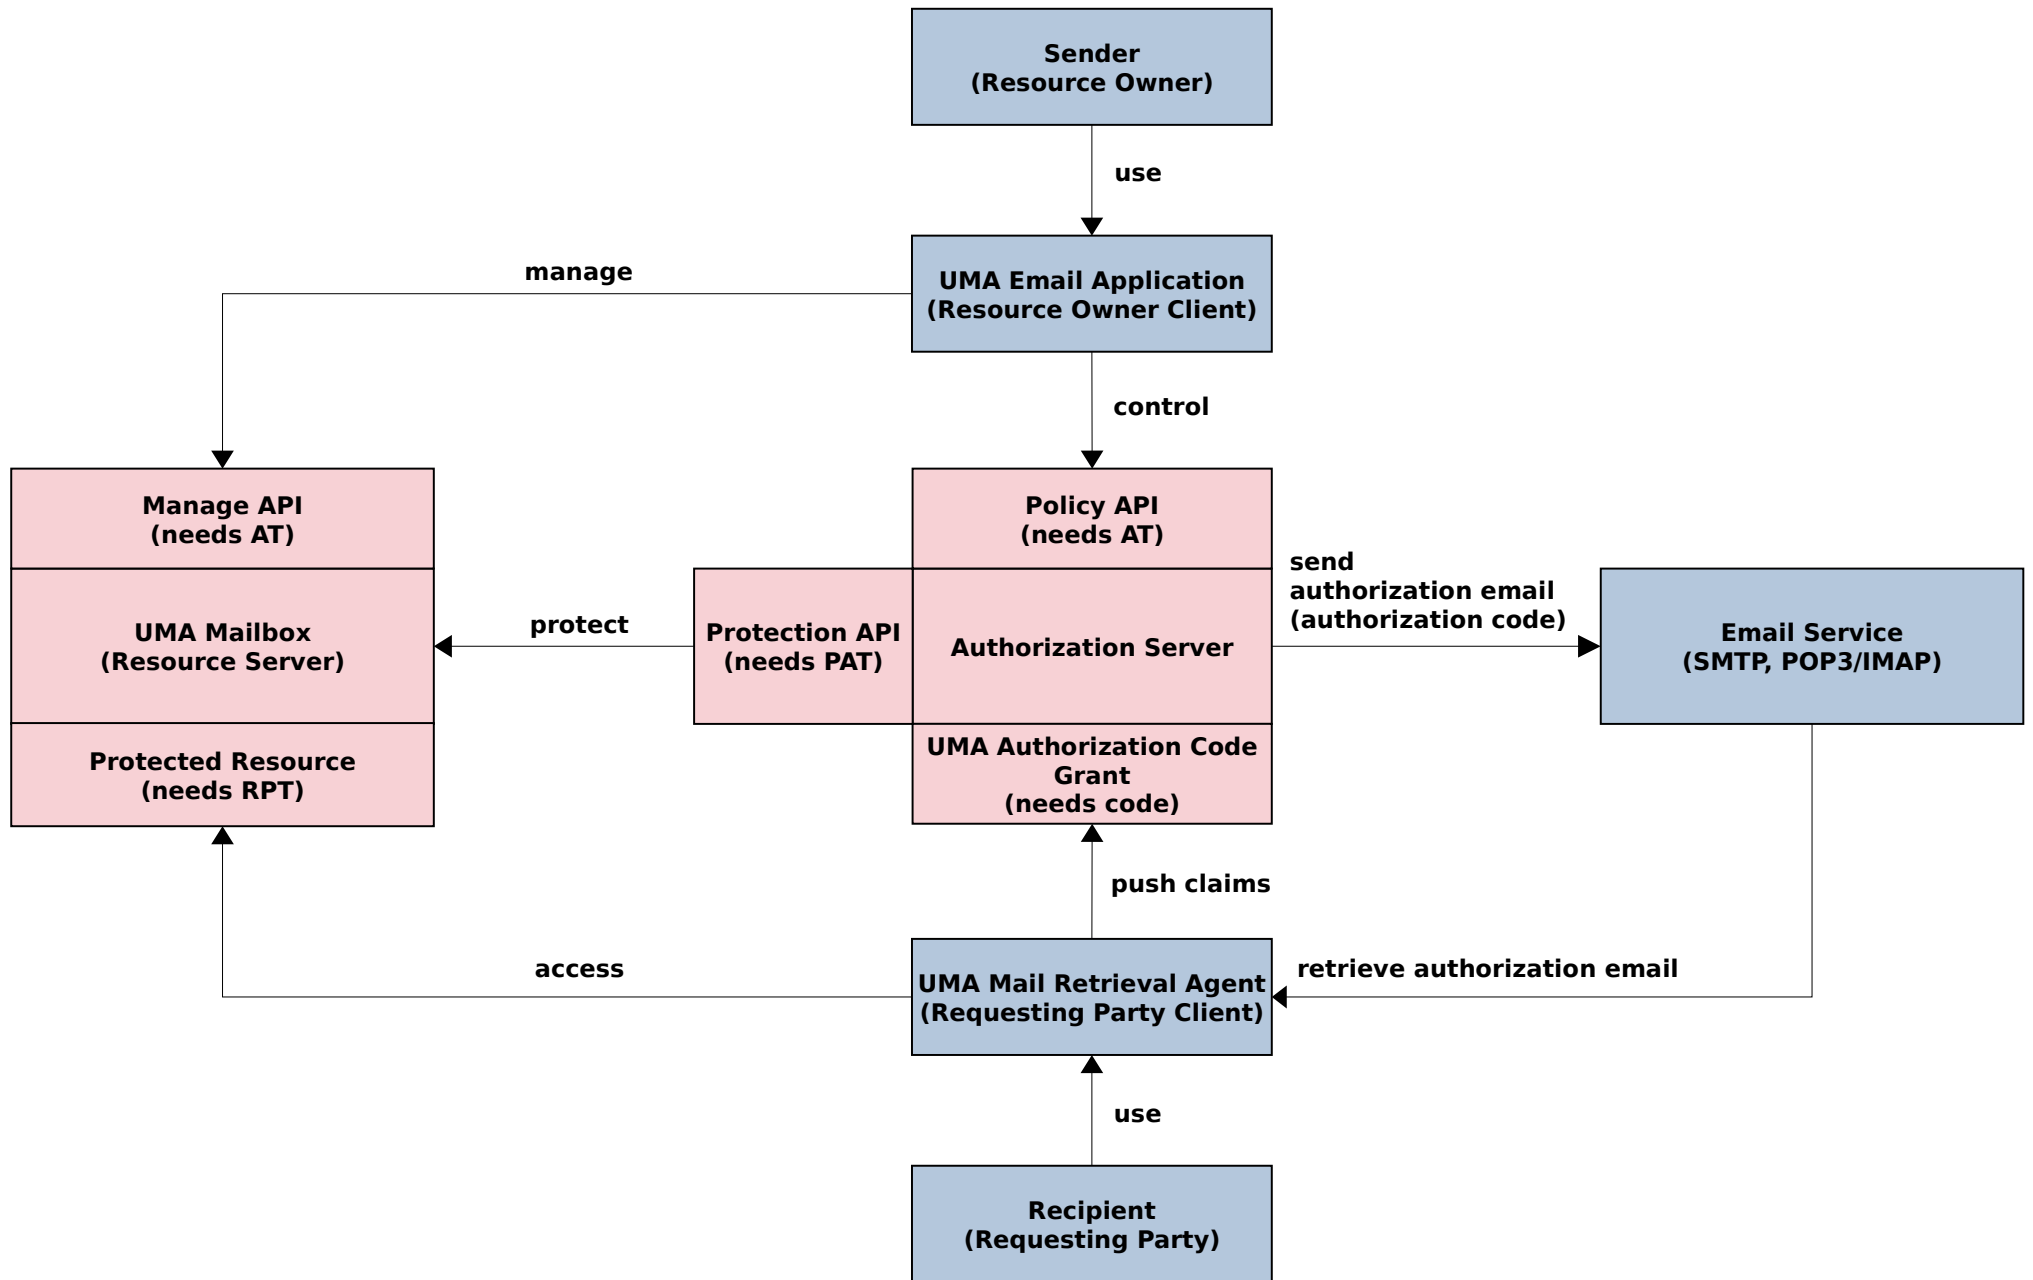 Sender
(Resource Owner)
use
manage
UMA Email Application
(Resource Owner Client)
control
Manage API
(needs AT)
Policy API
(needs AT)
send
authorization email
(authorization code)
UMA Mailbox
(Resource Server)
protect
Protection API
(needs PAT)
Authorization Server
Email Service
(SMTP, POP3/IMAP)
Protected Resource
(needs RPT)
UMA Authorization Code
Grant
(needs code)
push claims
access
UMA Mail Retrieval Agent
(Requesting Party Client)
retrieve authorization email
use
Recipient
(Requesting Party)